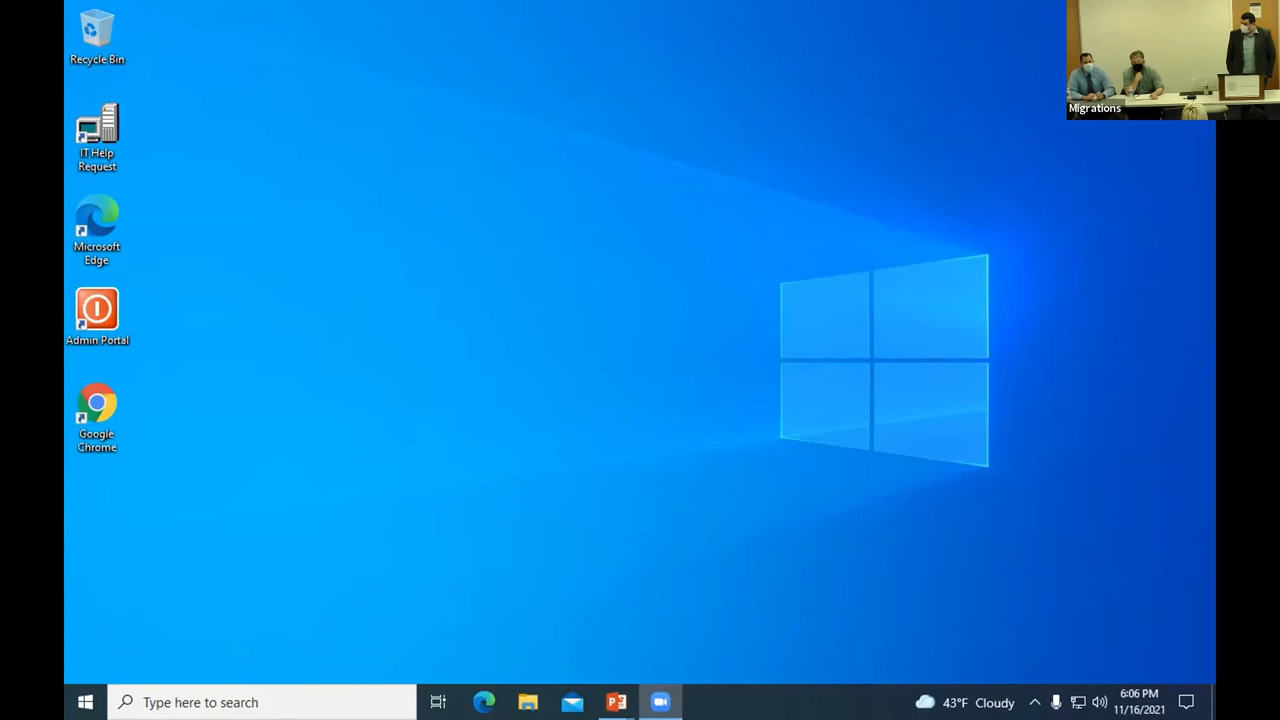 Recycle Bin
IT Help
Request
Microsoft
Edge
Admin Portal
Google
Chrome
Migrations
Type here to search
43°F Cloudy
6:06 PM
11/16/2021